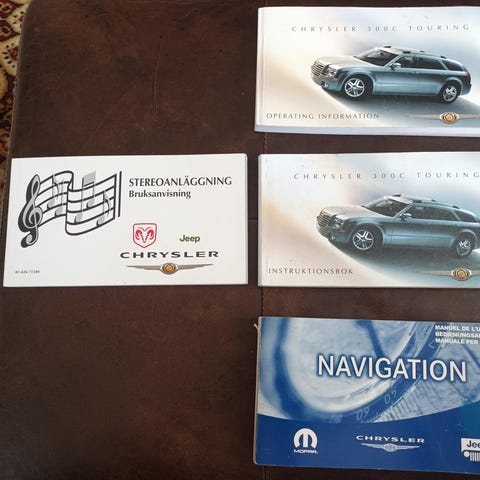 CHRYSLER 300C TOURING
OPERATING INFORMATION
STEREOANLÄGGNING
Bruksanvisning
Jeep
CHRYSLER
CHRYSLER 300C TOURING
INSTRUKTIONSBOK
MANUEL DE L'U
BEDIENUNGSA
MANUALE PER
NAVIGATION
MOPAR
CHRYSLER
Jee